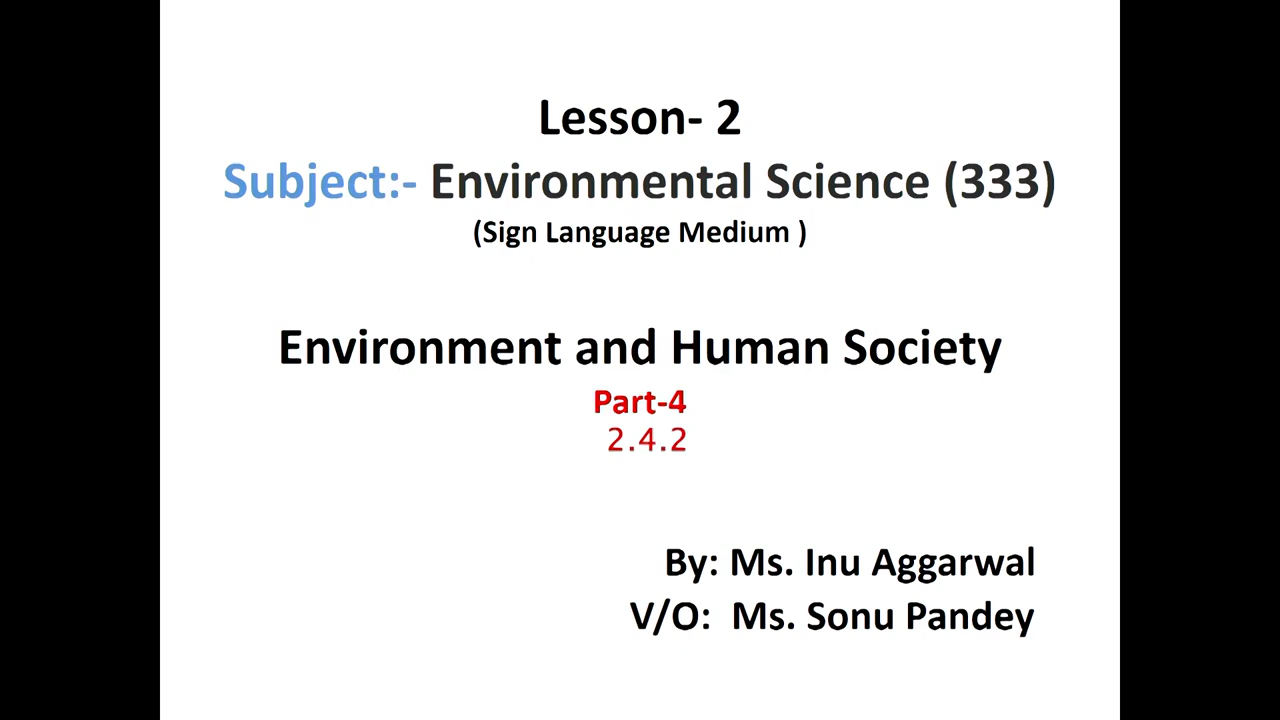 Lesson- 2
Subject:- Environmental Science (333)
(Sign Language Medium )
Environment and Human Society
Part-4
2.4.2
By: Ms. Inu Aggarwal
V/O: Ms. Sonu Pandey